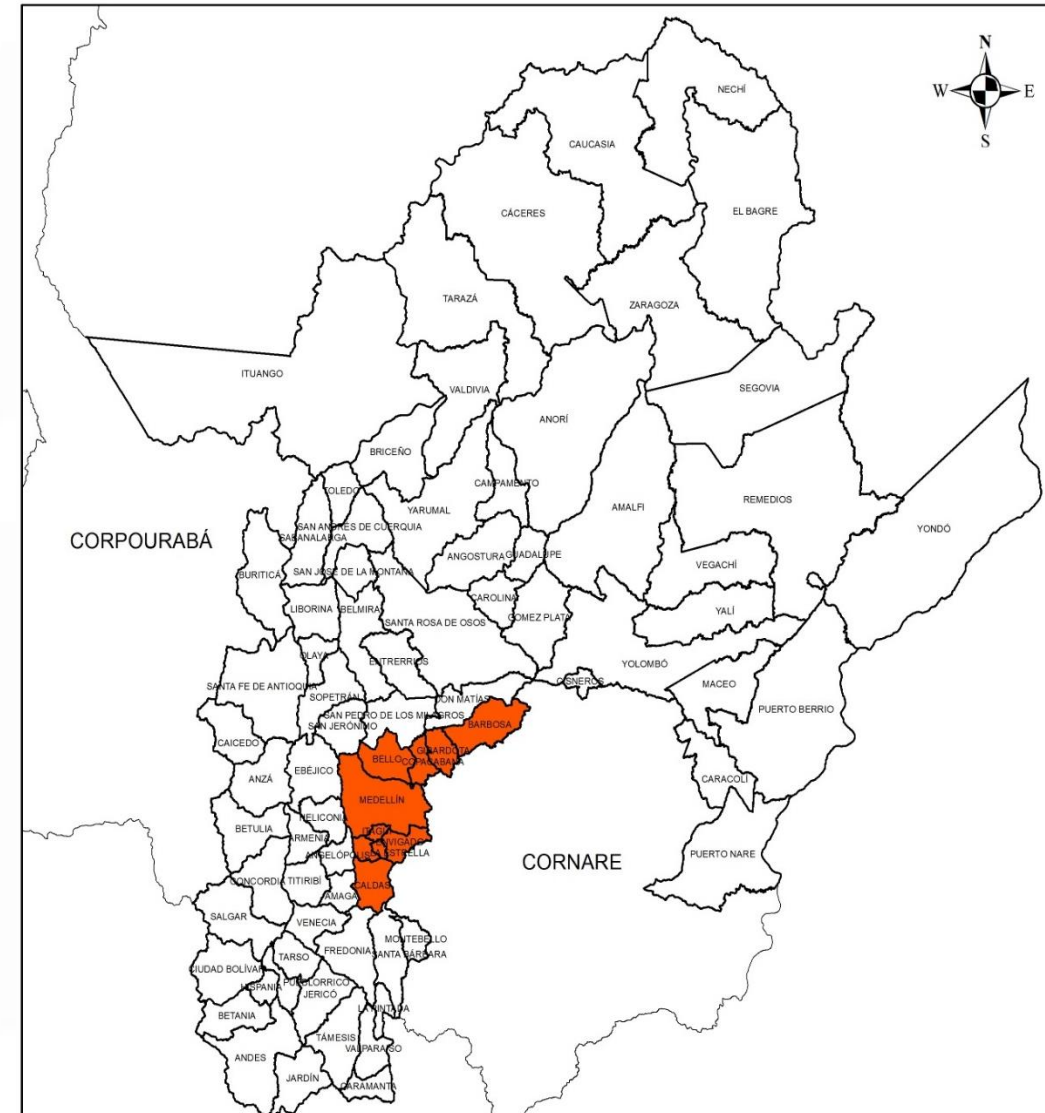 N
W
E
S
NECHÍ
CAUCASIA
EL BAGRE
CÁCERES
TARAZÁ
ZARAGOZA
ITUANGO
VALDIVIA
SEGOVIA
ANORÍ
BRICEÑO
CAMPAMENTO
TOLEDO
REMEDIOS
YARUMAL
AMALFI
SAN ANDRES DE CUERQUIA
YONDÓ
SABANALARGA
CORPOURABÁ
ANGOSTURA
GUADALUPE
VEGACHÍ
BURITICÁ
SAN JOSE DE LA MONTAÑA
CAROLINA
LIBORINA
BELMIRA
YALÍ
GOMEZ PLATA
SANTA ROSA DE OSOS
OLAYA
ENTRERRIOS
YOLOMBÓ
CISNEROS
MACEO
SANTA FE DE ANTIOQUIA
SOPETRÁN
DON MATÍAS
PUERTO BERRIO
SAN PEDRO DE LOS MILAGROS
BARBOSA
SAN JERÓNIMO
CAICEDO
GIRARDOTA
BELLO
COPACABANA
EBÉJICO
ANZÁ
CARACOLÍ
MEDELLÍN
HELICONIA
BETULIA
ITAGUI
ARMENIA
ENVIGADO
ANGELÓPOLIS
LA ESTRELLA
PUERTO NARE
CORNARE
CONCORDIA
TITIRIBÍ
CALDAS
AMAGÁ
SALGAR
VENECIA
MONTEBELLO
FREDONIA
SANTA BÁRBARA
TARSO
CIUDAD BOLÍVAR
PUEBLORRICO
HISPANIA
JERICÓ
LA PINTADA
BETANIA
TÁMESIS
VALPARAISO
ANDES
JARDÍN
CARAMANTA